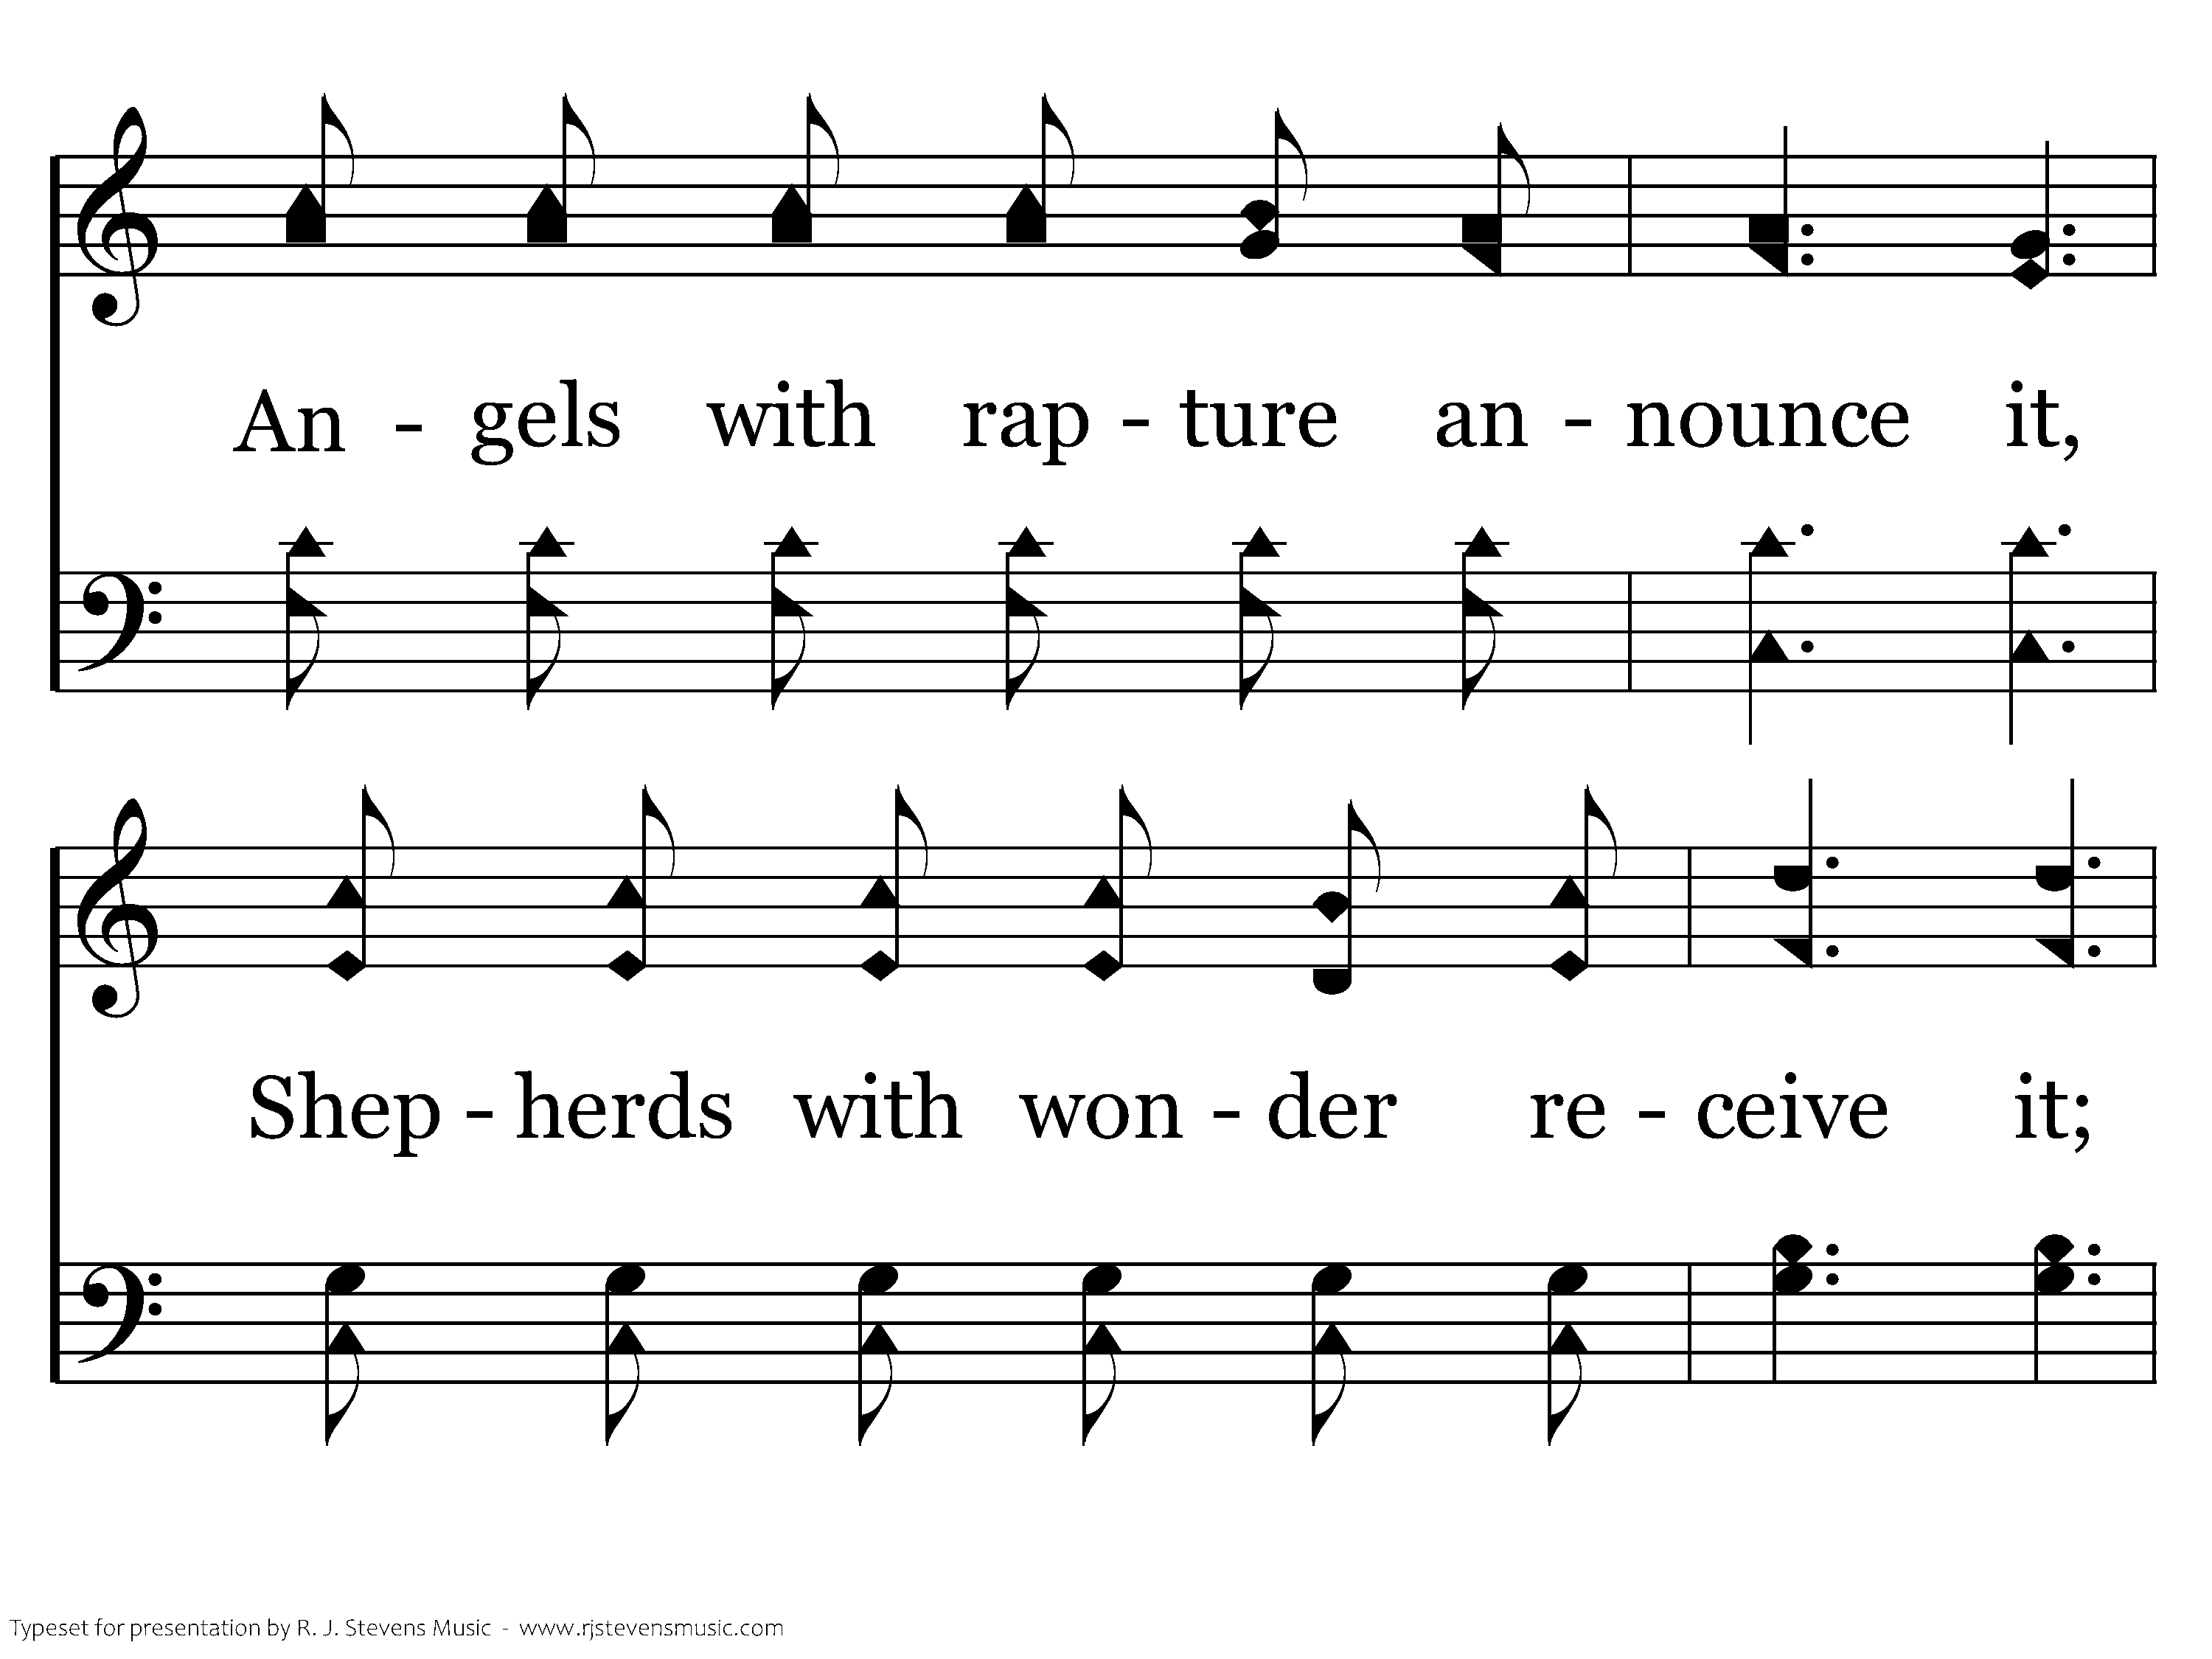 An - gels with rap - ture an - nounce it,
Shep - herds with won - der re - ceive it;
Typeset for presentation by R. J. Stevens Music - www.rjstevensmusic.com